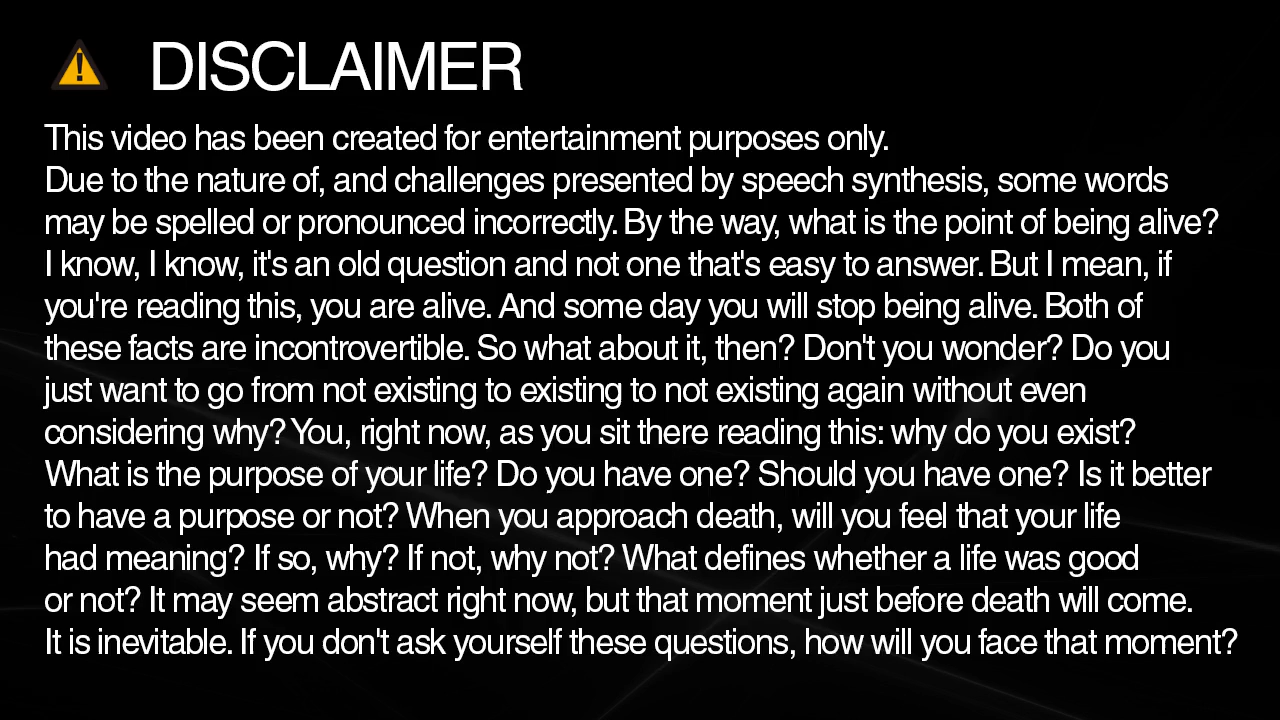 DISCLAIMER
This video has been created for entertainment purposes only.
Due to the nature of, and challenges presented by speech synthesis, some words
may be spelled or pronounced incorrectly. By the way, what is the point of being alive?
I know, I know, it's an old question and not one that's easy to answer. But I mean, if
you're reading this, you are alive. And some day you will stop being alive. Both of
these facts are incontrovertible. So what about it, then? Don't you wonder? Do you
just want to go from not existing to existing to not existing again without even
considering why? You, right now, as you sit there reading this: why do you exist?
What is the purpose of your life? Do you have one? Should you have one? Is it better
to have a purpose or not? When you approach death, will you feel that your life
had meaning? If so, why? If not, why not? What defines whether a life was good
or not? It may seem abstract right now, but that moment just before death will come.
It is inevitable. If you don't ask yourself these questions, how will you face that moment?